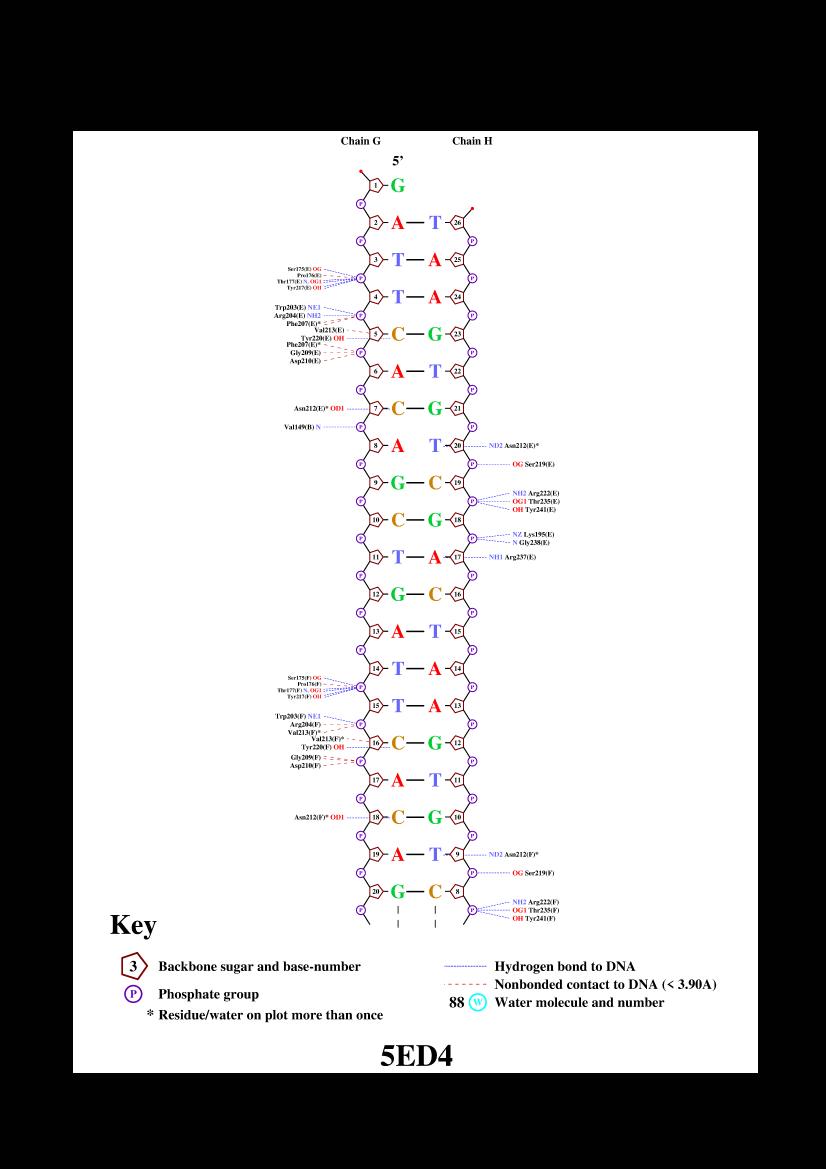 Chain G Chain H
5’
1 G
P
2 A T 26
P P
3 T A 25
Ser175(E) OG
Pro176(E)
Thr177(E) N, OG1
Tyr217(E) OH
P P
4 T A 24
Trp203(E) NE1
Arg204(E) NH2
Phe207(E)*
P P
Val213(E)
5 C G 23
Tyr220(E) OH
Phe207(E)*
Gly209(E)
Asp210(E)
P P
6 A T 22
P P
Asn212(E)* OD1 7 C G 21
Val149(B) N P P
8 A T 20 ND2 Asn212(E)*
P P OG Ser219(E)
9 G C 19
P P
NH2 Arg222(E)
OG1 Thr235(E)
OH Tyr241(E)
10 C G 18
P P
NZ Lys195(E)
N Gly238(E)
11 T A 17 NH1 Arg237(E)
P P
12 G C 16
P P
13 A T 15
P P
14 T A 14
Ser175(F) OG
Pro176(F)
Thr177(F) N, OG1
Tyr217(F) OH
P P
15 T A 13
Trp203(F) NE1
Arg204(F)
Val213(F)*
P P
Val213(F)*
16 C G 12
Tyr220(F) OH
Gly209(F)
Asp210(F)
P P
17 A T 11
P P
Asn212(F)* OD1 18 C G 10
P P
19 A T 9 ND2 Asn212(F)*
P P OG Ser219(F)
20 G C 8
P P
NH2 Arg222(F)
OG1 Thr235(F)
OH Tyr241(F)
Key
3 Backbone sugar and base-number
P Phosphate group
* Residue/water on plot more than once
Hydrogen bond to DNA
Nonbonded contact to DNA (< 3.90A)
88 W Water molecule and number
5ED4